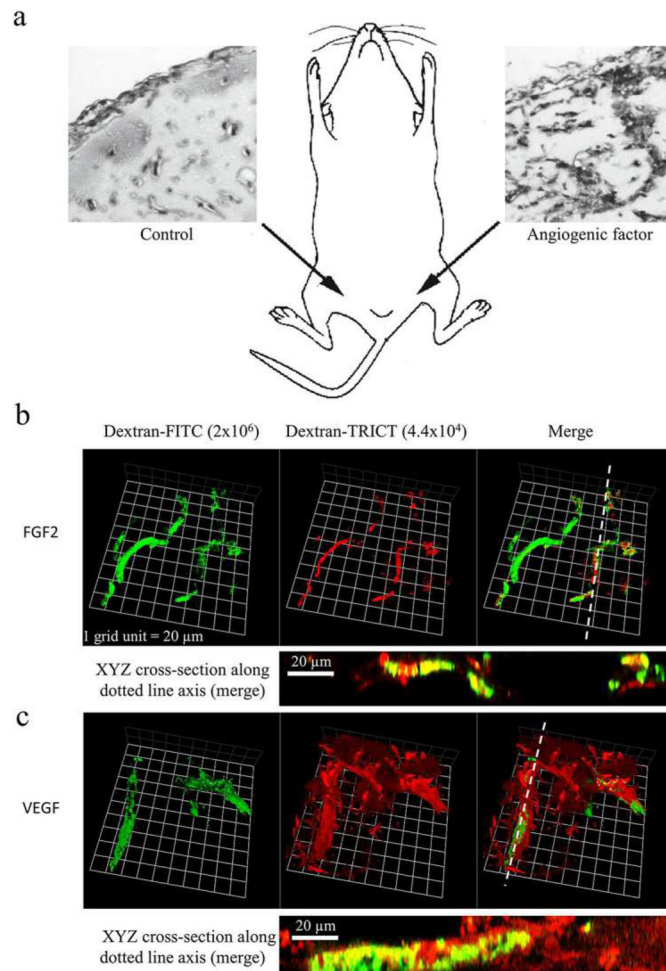 a
Control
Angiogenic factor
b
Dextran-FITC (2x10⁶)
Dextran-TRICT (4.4x10⁴)
Merge
FGF2
1 grid unit = 20 μm
XYZ cross-section along
dotted line axis (merge)
20 μm
c
VEGF
XYZ cross-section along
dotted line axis (merge)
20 μm